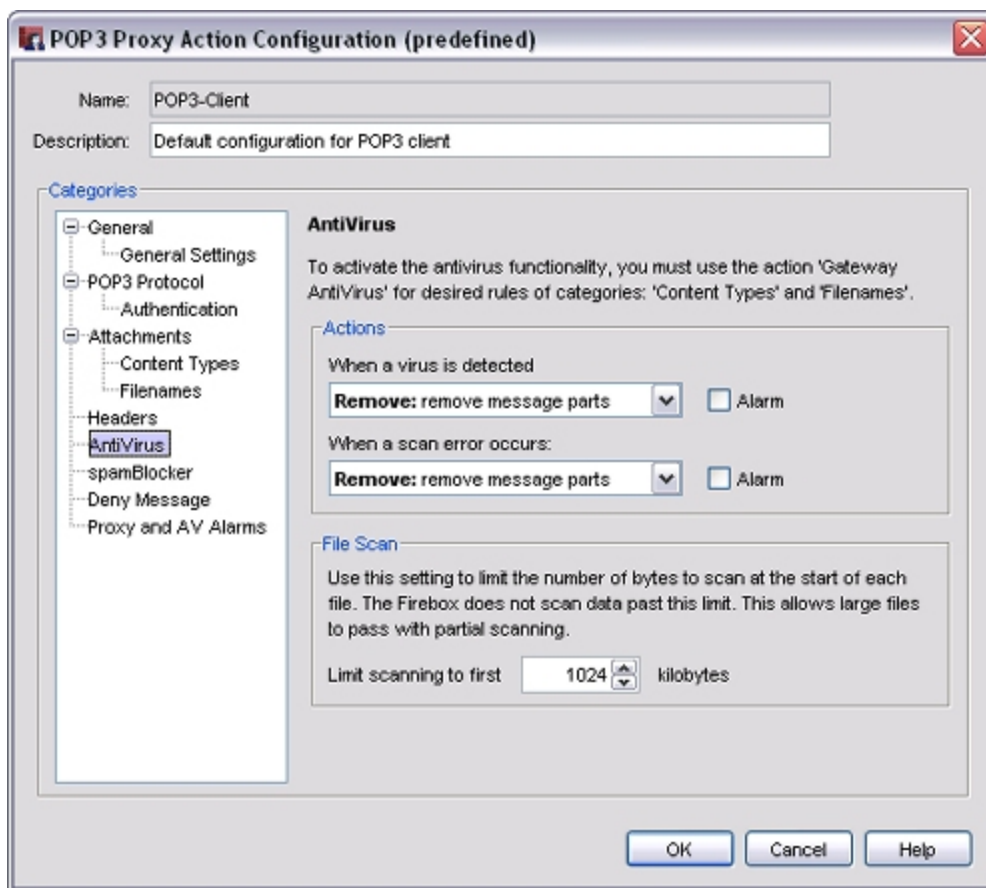 POP3 Proxy Action Configuration (predefined)
Name: POP3-Client
Description: Default configuration for POP3 client
Categories
General
General Settings
POP3 Protocol
Authentication
Attachments
Content Types
Filenames
Headers
AntiVirus
spamBlocker
Deny Message
Proxy and AV Alarms
AntiVirus
To activate the antivirus functionality, you must use the action 'Gateway
AntiVirus' for desired rules of categories: 'Content Types' and 'Filenames'.
Actions
When a virus is detected
Remove: remove message parts Alarm
When a scan error occurs:
Remove: remove message parts Alarm
File Scan
Use this setting to limit the number of bytes to scan at the start of each
file. The Firebox does not scan data past this limit. This allows large files
to pass with partial scanning.
Limit scanning to first 1024 kilobytes
OK Cancel Help